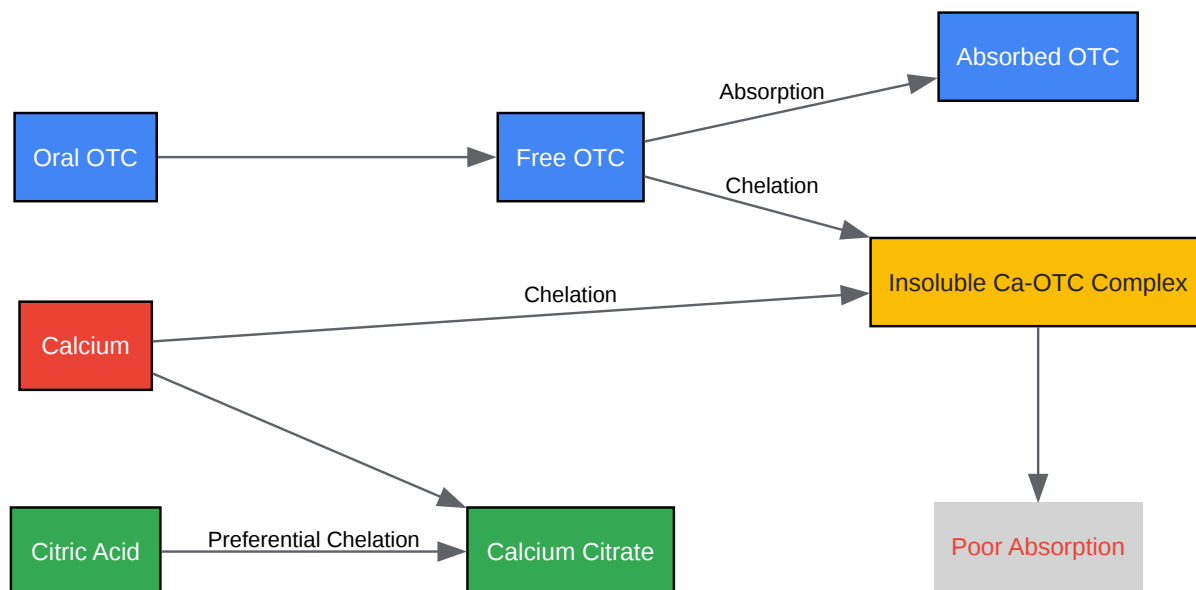 Absorbed OTC
Absorption
Oral OTC
Free OTC
Chelation
Insoluble Ca-OTC Complex
Chelation
Calcium
Citric Acid
Preferential Chelation
Calcium Citrate
Poor Absorption